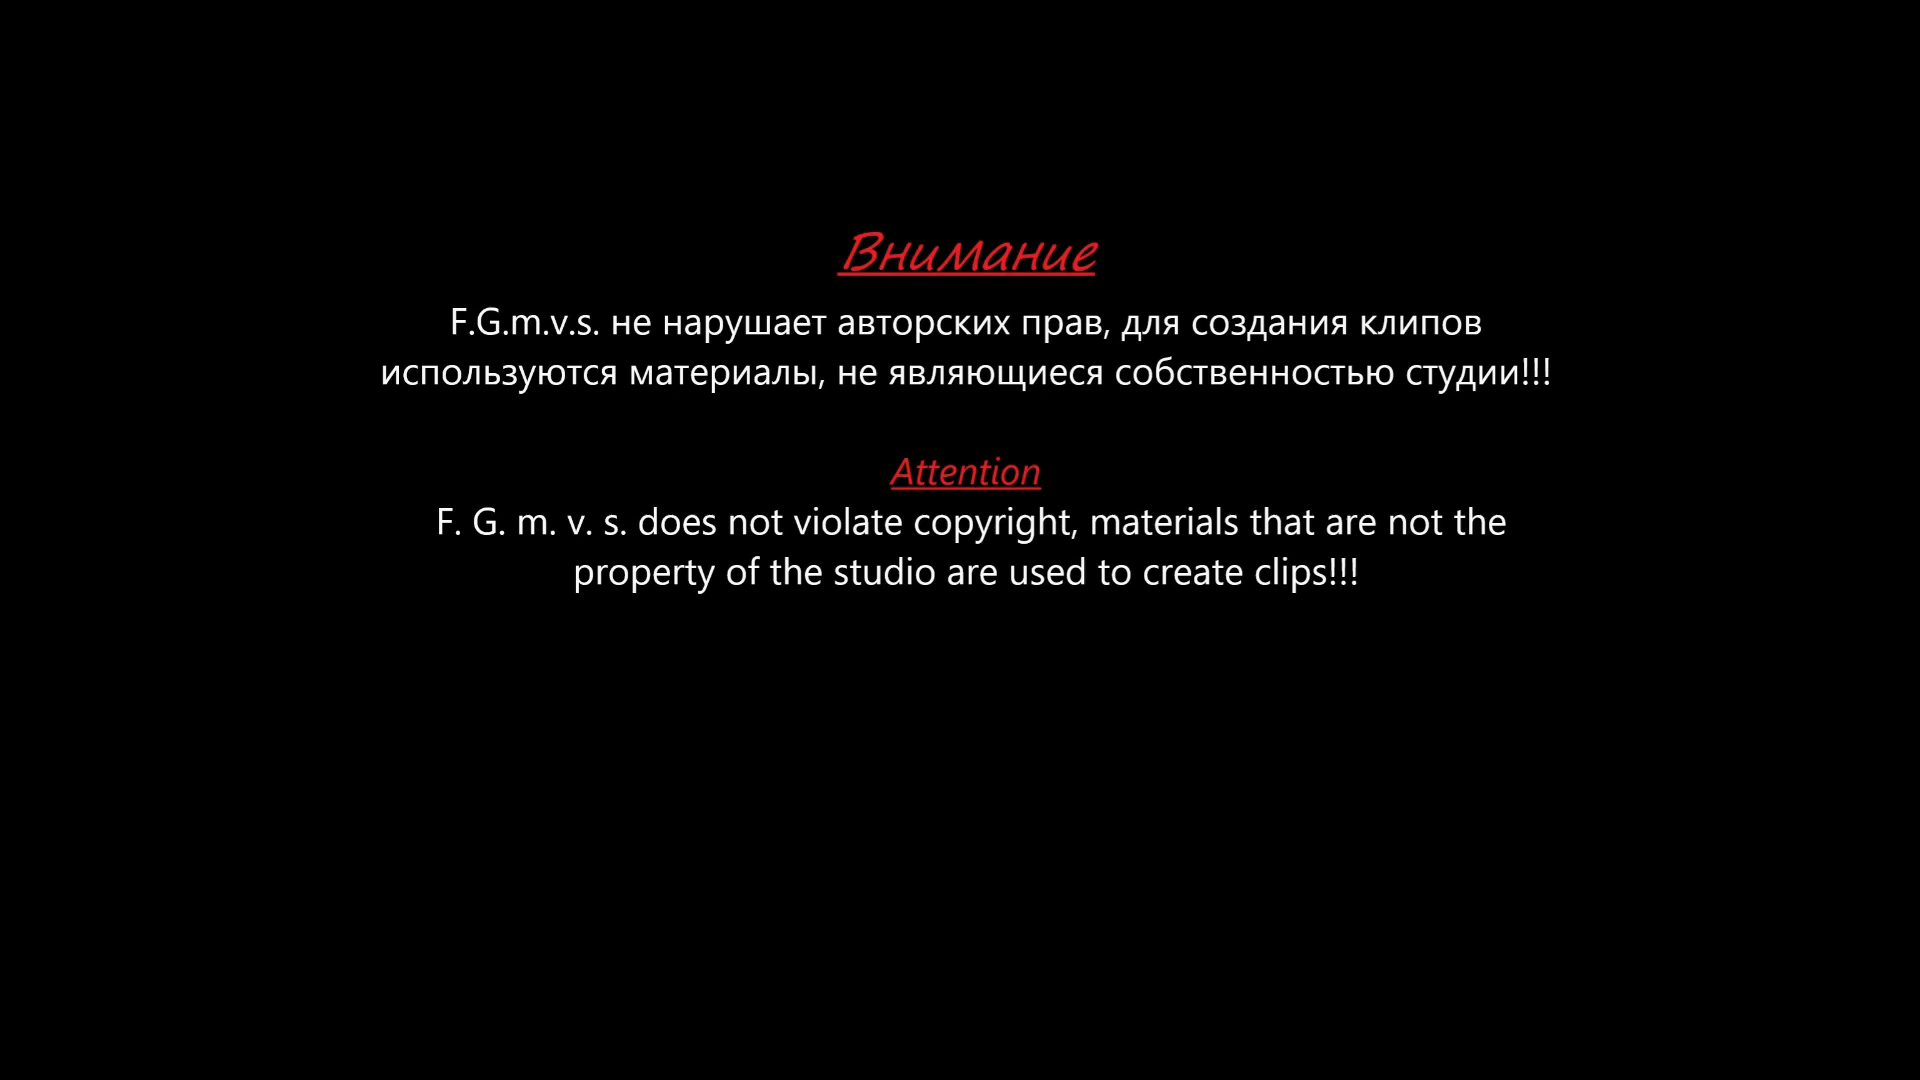 Внимание
F.G.m.v.s. не нарушает авторских прав, для создания клипов
используются материалы, не являющиеся собственностью студии!!!
Attention
F. G. m. v. s. does not violate copyright, materials that are not the
property of the studio are used to create clips!!!